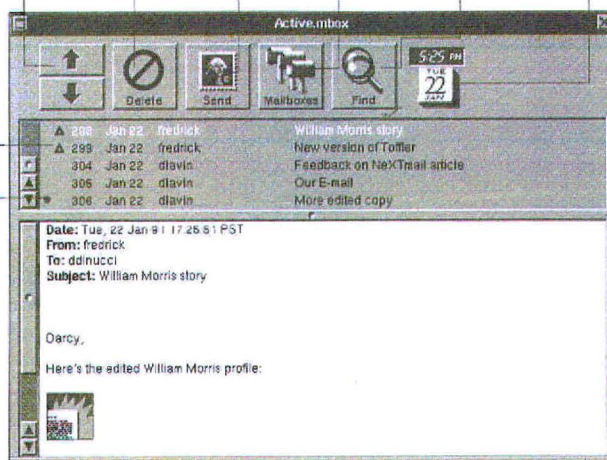 Active.mbox
5:25 PM
TUE
22
JAN
Delete Send Mailboxes Find
288 Jan 22 fredrick William Morris story
299 Jan 22 fredrick New version of Toffler
304 Jan 22 dlavin Feedback on NeXTmail article
305 Jan 22 dlavin Our E-mail
306 Jan 22 dlavin More edited copy
Date: Tue, 22 Jan 91 17:25:51 PST
From: fredrick
To: ddinucci
Subject: William Morris story
Darcy,
Here's the edited William Morris profile: